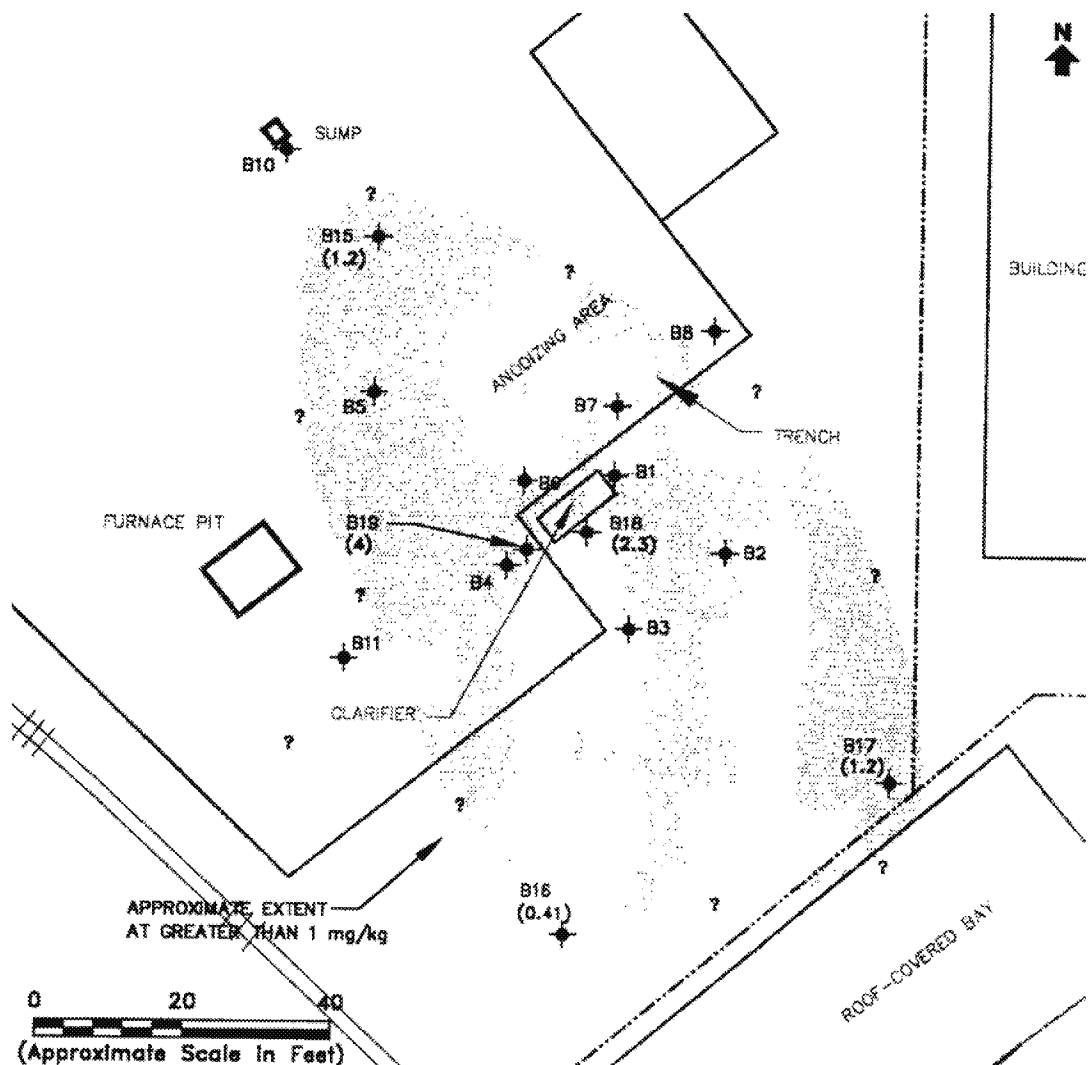 N
SUMP
B10
?
B15
(1.2)
?
BUILDING
ANODIZING AREA
B8
B5
?
B7
?
TRENCH
B1
FURNACE PIT
B19
(4)
B18
(2.3)
B2
B4
?
?
B3
B11
CLARIFIER
?
B17
(1.2)
?
?
B16
(0.41)
?
APPROXIMATE EXTENT
AT GREATER THAN 1 mg/kg
ROOF-COVERED BAY
0 20 40
(Approximate Scale in Feet)